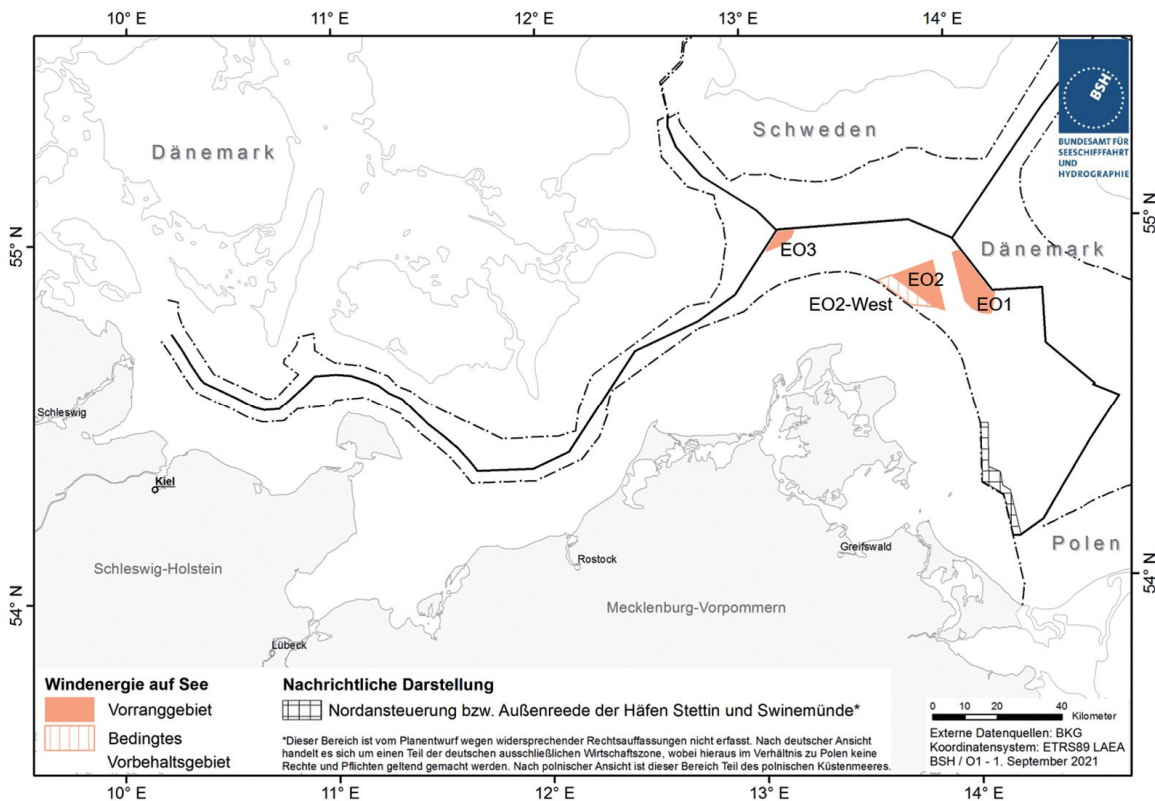 10° E 11° E 12° E 13° E 14° E
BSH
BUNDESAMT FÜR
SEESCHIFFFAHRT
UND
HYDROGRAPHIE
Schweden
Dänemark
55° N
55° N
EO3
Dänemark
EO2
EO1
EO2-West
Schleswig
Kiel
Polen
Greifswald
Rostock
Schleswig-Holstein
54° N
54° N
Mecklenburg-Vorpommern
Lübeck
Windenergie auf See
Vorranggebiet
Bedingtes
Vorbehaltsgebiet
Nachrichtliche Darstellung
Nordansteuerung bzw. Außenreede der Häfen Stettin und Swinemünde*
*Dieser Bereich ist vom Planentwurf wegen widersprechender Rechtsauffassungen nicht erfasst. Nach deutscher Ansicht
handelt es sich um einen Teil der deutschen ausschließlichen Wirtschaftszone, wobei hieraus im Verhältnis zu Polen keine
Rechte und Pflichten geltend gemacht werden. Nach polnischer Ansicht ist dieser Bereich Teil des polnischen Küstenmeeres.
0 10 20 40
Kilometer
Externe Datenquellen: BKG
Koordinatensystem: ETRS89 LAEA
BSH / O1 - 1. September 2021
10° E 11° E 12° E 13° E 14° E